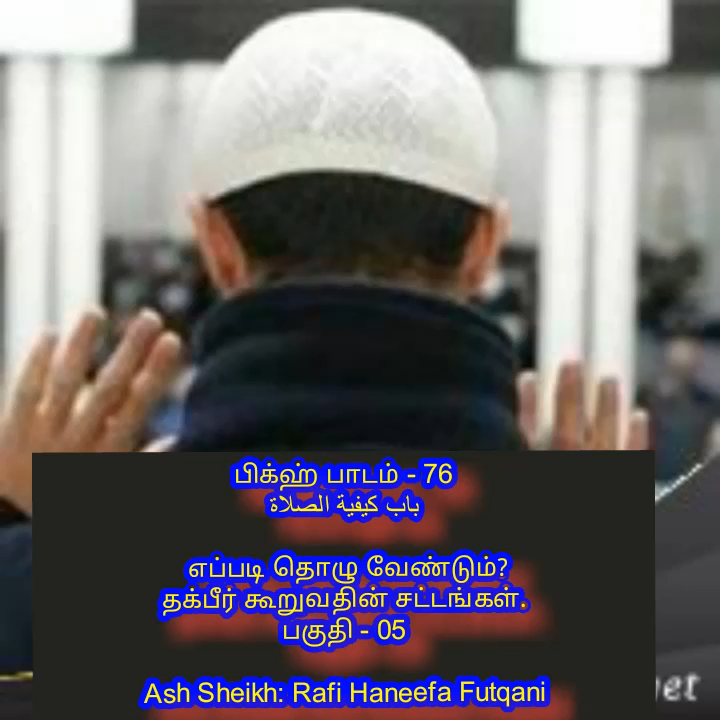 பிக்ஹ் பாடம் - 76
باب كيفية الصلاة
எப்படி தொழு வேண்டும்?
தக்பீர் கூறுவதின் சட்டங்கள்.
பகுதி - 05
Ash Sheikh: Rafi Haneefa Futqani